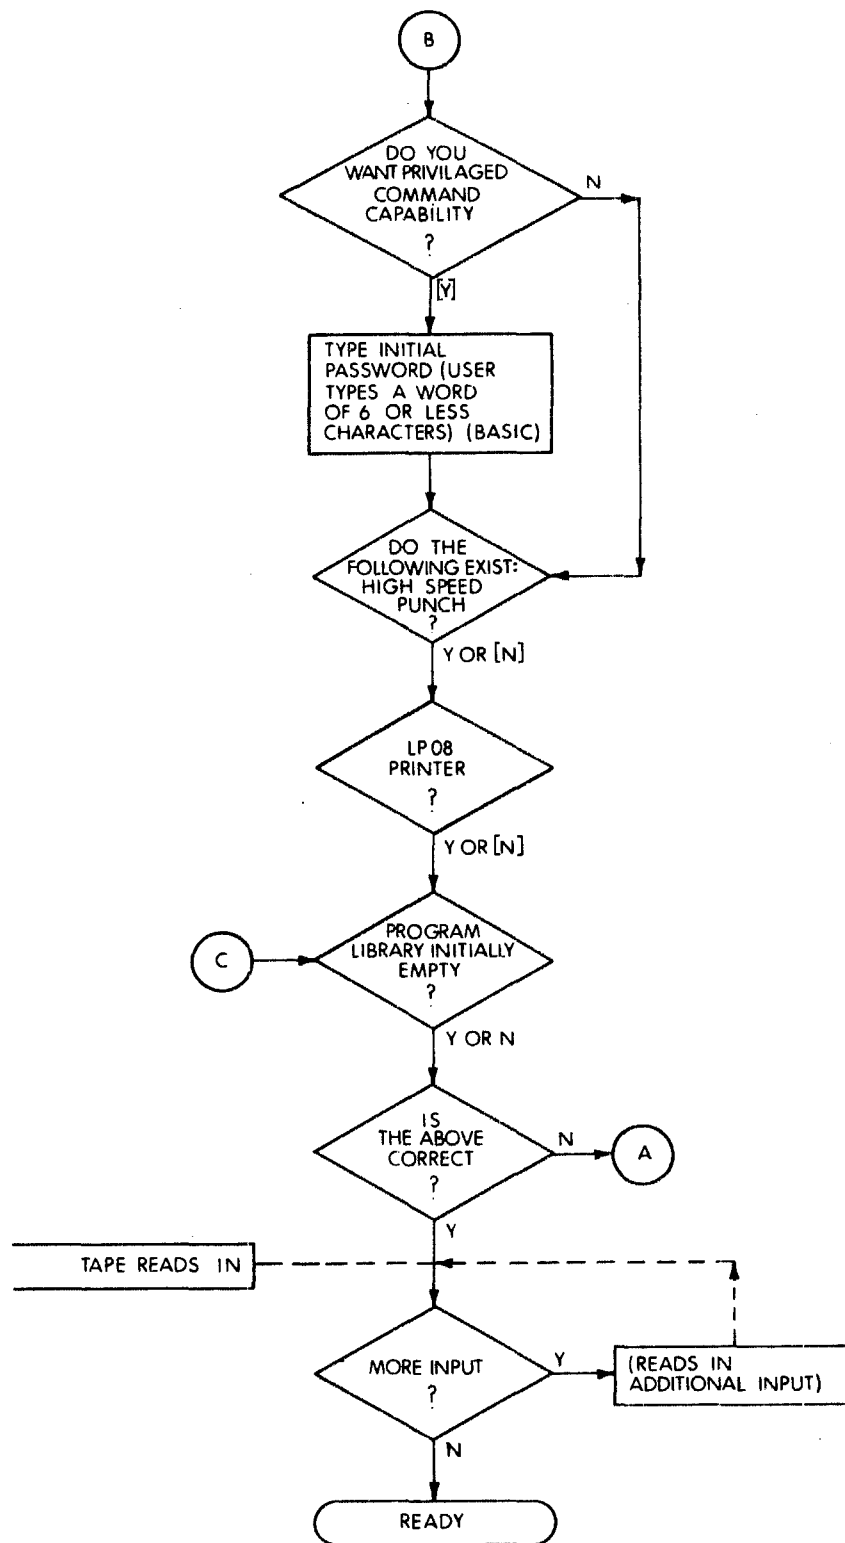 B
DO YOU
WANT PRIVILAGED
COMMAND
CAPABILITY
?
N
[Y]
TYPE INITIAL
PASSWORD (USER
TYPES A WORD
OF 6 OR LESS
CHARACTERS) (BASIC)
DO THE
FOLLOWING EXIST:
HIGH SPEED
PUNCH
?
Y OR [N]
LP08
PRINTER
?
Y OR [N]
C
PROGRAM
LIBRARY INITIALLY
EMPTY
?
Y OR N
IS
THE ABOVE
CORRECT
?
N
A
Y
TAPE READS IN
MORE INPUT
?
Y
(READS IN
ADDITIONAL INPUT)
N
READY